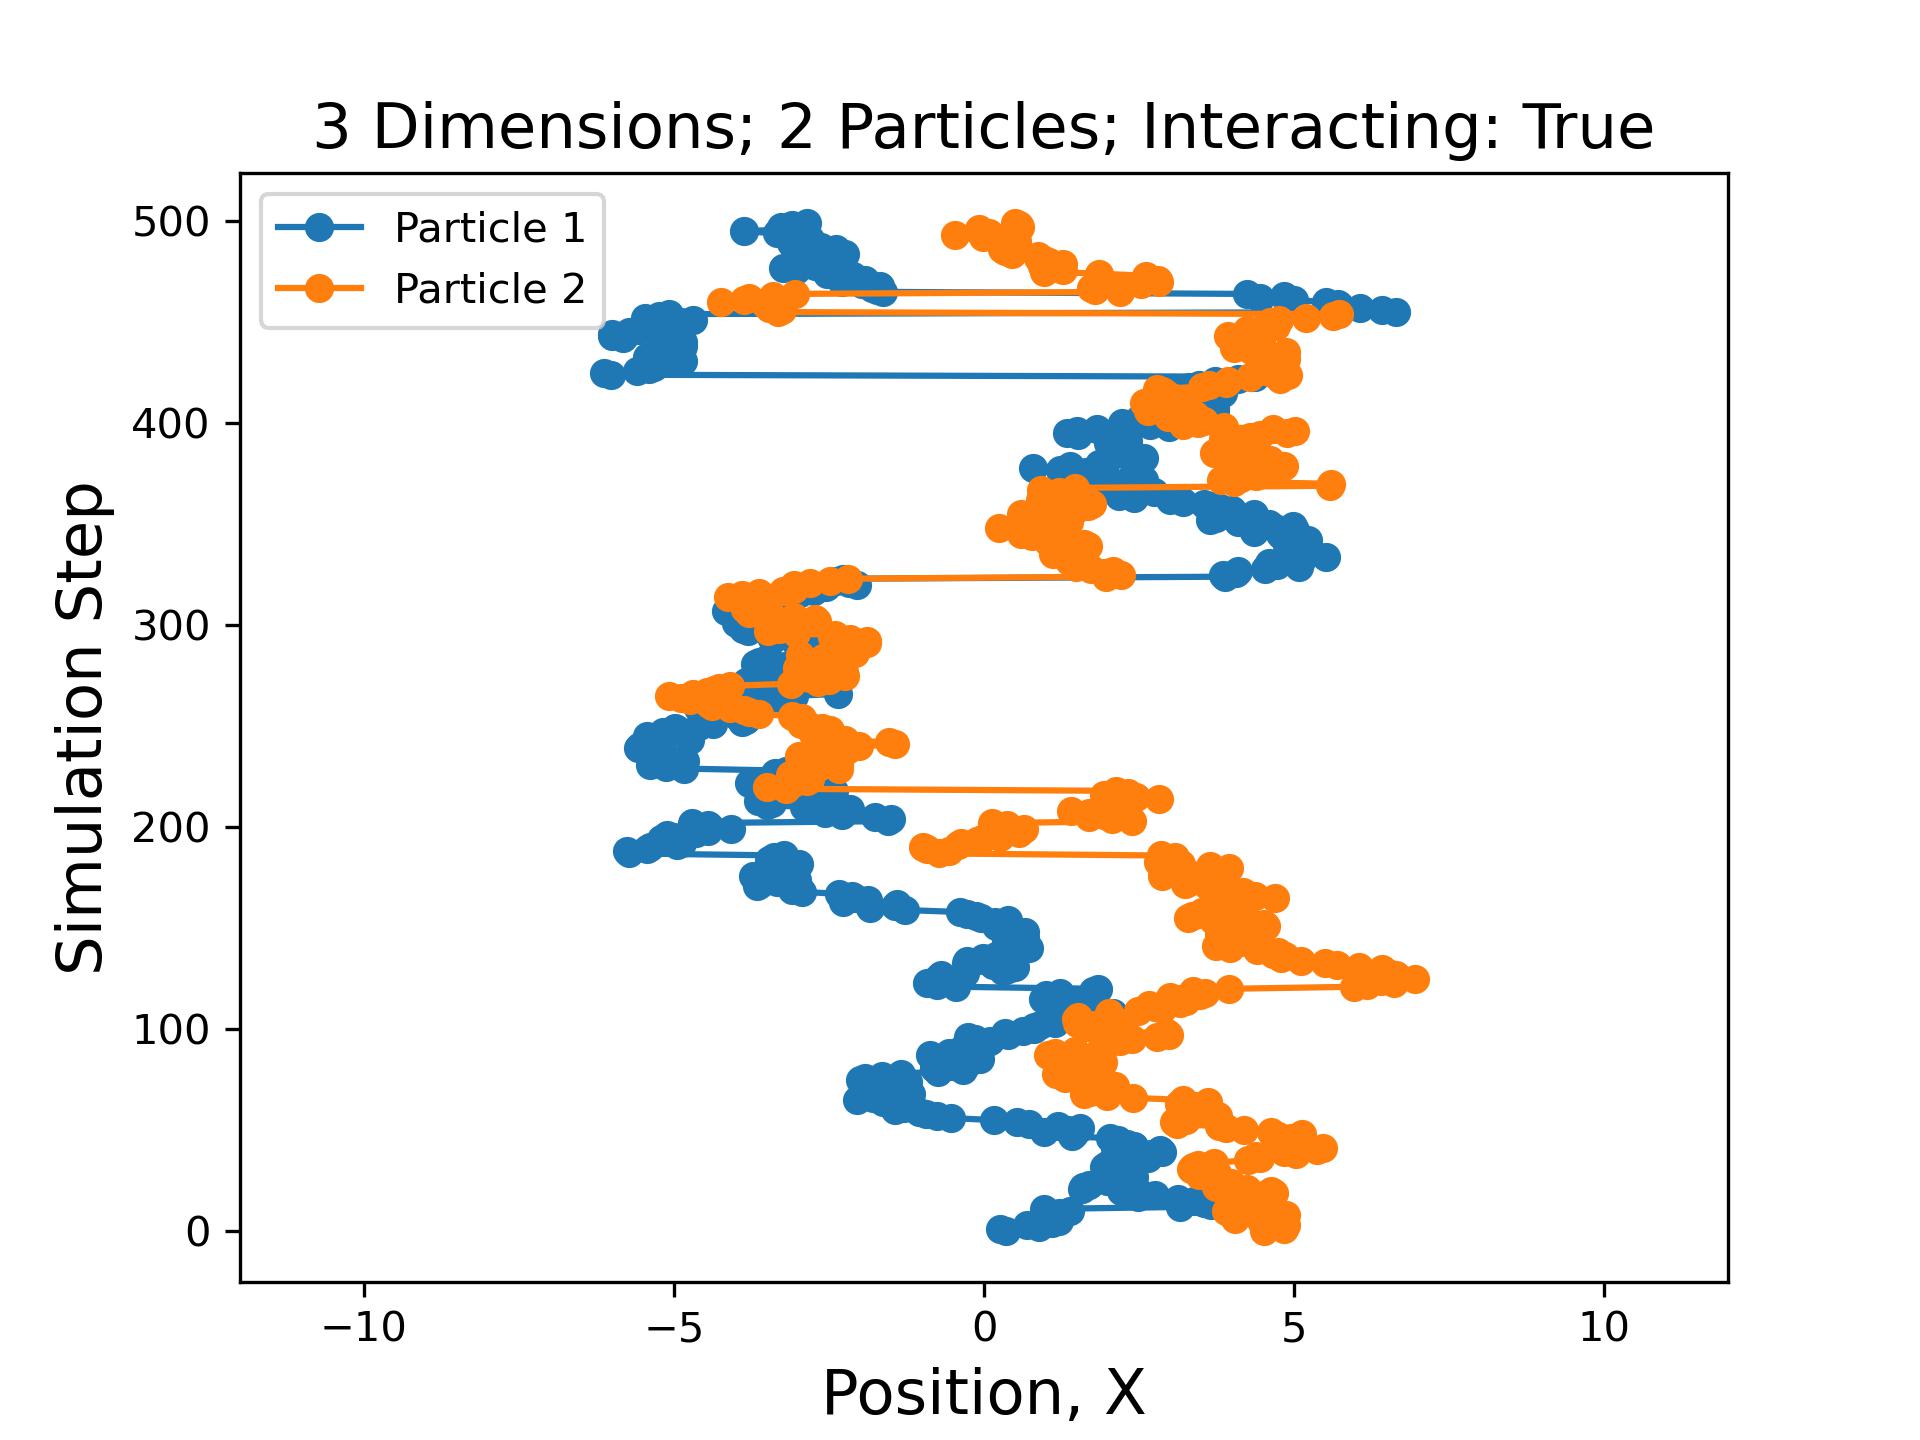 3 Dimensions; 2 Particles; Interacting: True
Particle 1
Particle 2
500
400
300
200
100
0
Simulation Step
−10
−5
0
5
10
Position, X